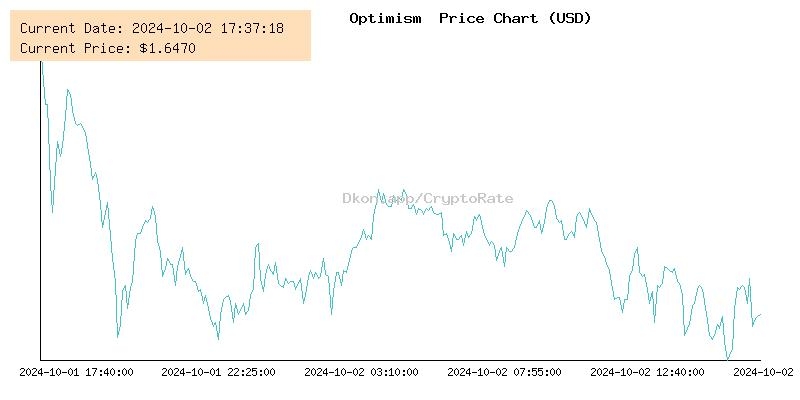 Optimism  Price Chart (USD)
Current Date: 2024-10-02 17:37:18
Current Price: $1.6470
Dkon.app/CryptoRate
2024-10-01 17:40:00 2024-10-01 22:25:00 2024-10-02 03:10:00 2024-10-02 07:55:00 2024-10-02 12:40:00 2024-10-02